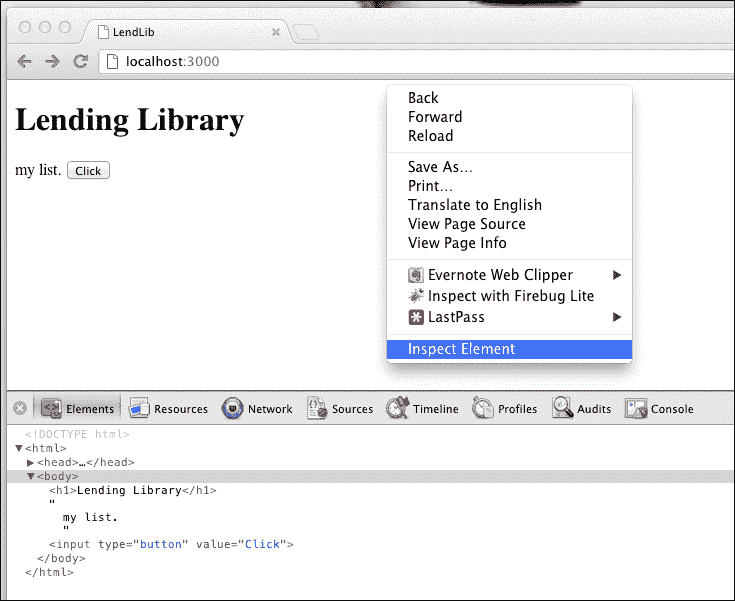 LendLib
localhost:3000
Lending Library
my list. Click
Back
Forward
Reload
Save As...
Print...
Translate to English
View Page Source
View Page Info
Evernote Web Clipper
Inspect with Firebug Lite
LastPass
Inspect Element
Elements Resources Network Sources Timeline Profiles Audits Console
<!DOCTYPE html>
<html>
<head>…</head>
<body>
<h1>Lending Library</h1>
"
my list.
"
<input type="button" value="Click">
</body>
</html>